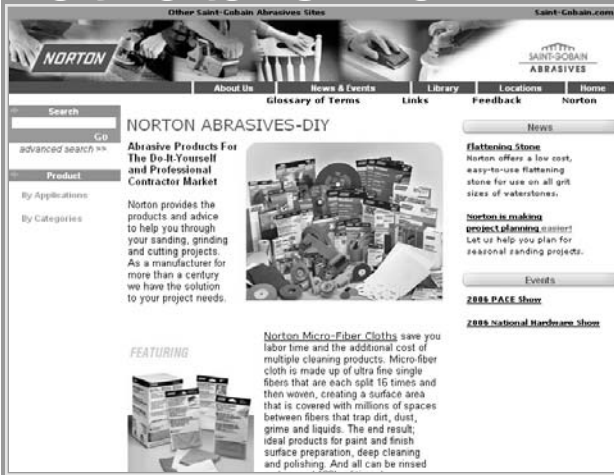 Other Saint-Gobain Abrasives Sites
Saint-Gobain.com
NORTON
SAINT-GOBAIN
ABRASIVES
About Us
News & Events
Library
Locations
Home
Glossary of Terms
Links
Feedback
Norton
Search
Go
advanced search >>
Product
By Applications
By Categories
NORTON ABRASIVES-DIY
Abrasive Products For
The Do-It-Yourself
and Professional
Contractor Market
Norton provides the
products and advice
to help you through
your sanding, grinding
and cutting projects.
As a manufacturer for
more than a century
we have the solution
to your project needs.
FEATURING
Norton Micro-Fiber Cloths save you
labor time and the additional cost of
multiple cleaning products. Micro-fiber
cloth is made up of ultra fine single
fibers that are each split 16 times and
then woven, creating a surface area
that is covered with millions of spaces
between fibers that trap dirt, dust,
grime and liquids. The end result;
ideal products for paint and finish
surface preparation, deep cleaning
and polishing. And all can be rinsed
News
Flattening Stone
Norton offers a low cost,
easy-to-use flattening
stone for use on all grit
sizes of waterstones.
Norton is making
project planning easier!
Let us help you plan for
seasonal sanding projects.
Events
2006 PACE Show
2006 National Hardware Show